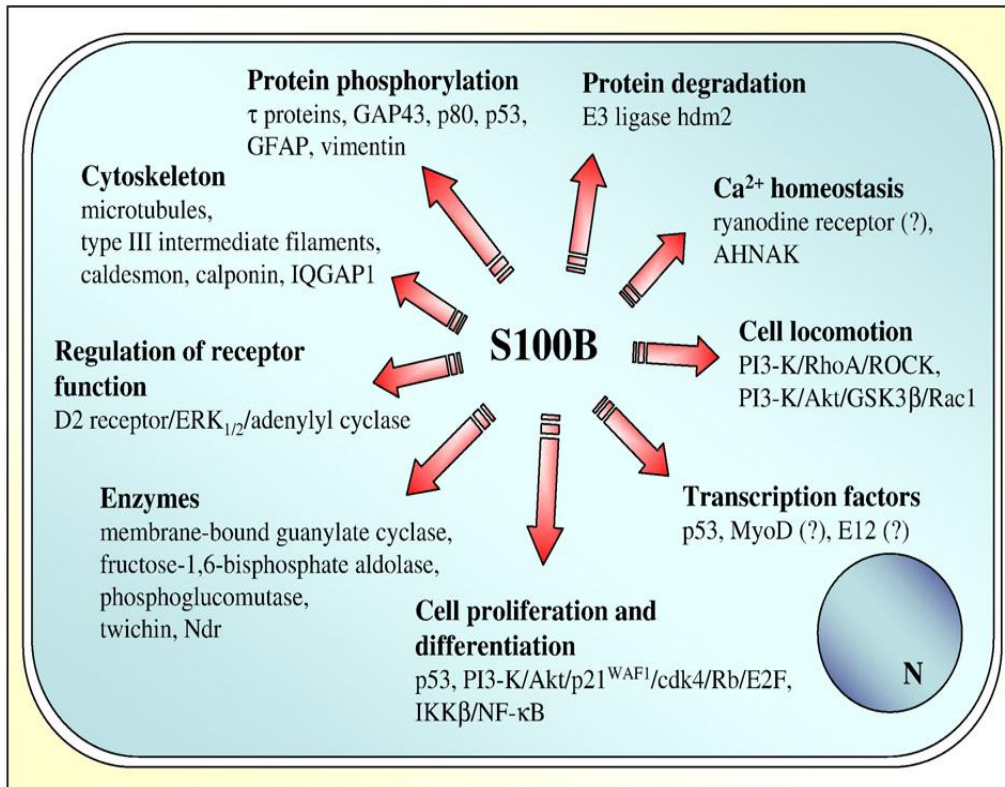 Protein phosphorylation
τ proteins, GAP43, p80, p53,
GFAP, vimentin
Protein degradation
E3 ligase hdm2
Cytoskeleton
microtubules,
type III intermediate filaments,
caldesmon, calponin, IQGAP1
Ca²⁺ homeostasis
ryanodine receptor (?),
AHNAK
S100B
Cell locomotion
PI3-K/RhoA/ROCK,
PI3-K/Akt/GSK3β/Rac1
Regulation of receptor
function
D2 receptor/ERK₁/₂/adenylyl cyclase
Enzymes
membrane-bound guanylate cyclase,
fructose-1,6-bisphosphate aldolase,
phosphoglucomutase,
twichin, Ndr
Transcription factors
p53, MyoD (?), E12 (?)
Cell proliferation and
differentiation
p53, PI3-K/Akt/p21ᵂᴬᶠ¹/cdk4/Rb/E2F,
IKKβ/NF-κB
N